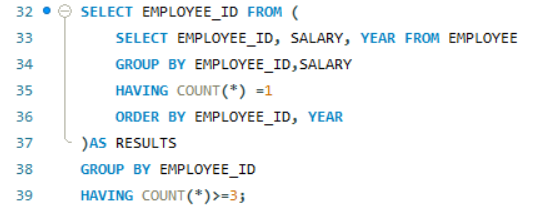 32 SELECT EMPLOYEE_ID FROM (
33 SELECT EMPLOYEE_ID, SALARY, YEAR FROM EMPLOYEE
34 GROUP BY EMPLOYEE_ID,SALARY
35 HAVING COUNT(*) =1
36 ORDER BY EMPLOYEE_ID, YEAR
37 )AS RESULTS
38 GROUP BY EMPLOYEE_ID
39 HAVING COUNT(*)>=3;